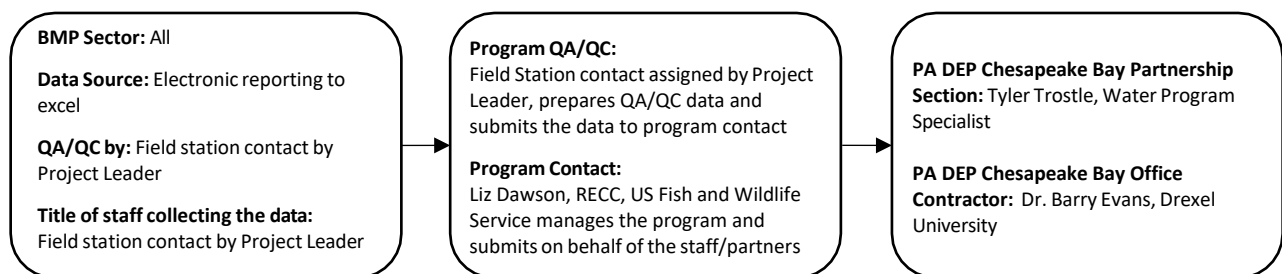 BMP Sector: All
Data Source: Electronic reporting to
excel
QA/QC by: Field station contact by
Project Leader
Title of staff collecting the data:
Field station contact by Project Leader
Program QA/QC:
Field Station contact assigned by Project
Leader, prepares QA/QC data and
submits the data to program contact
Program Contact:
Liz Dawson, RECC, US Fish and Wildlife
Service manages the program and
submits on behalf of the staff/partners
PA DEP Chesapeake Bay Partnership
Section: Tyler Trostle, Water Program
Specialist
PA DEP Chesapeake Bay Office
Contractor: Dr. Barry Evans, Drexel
University